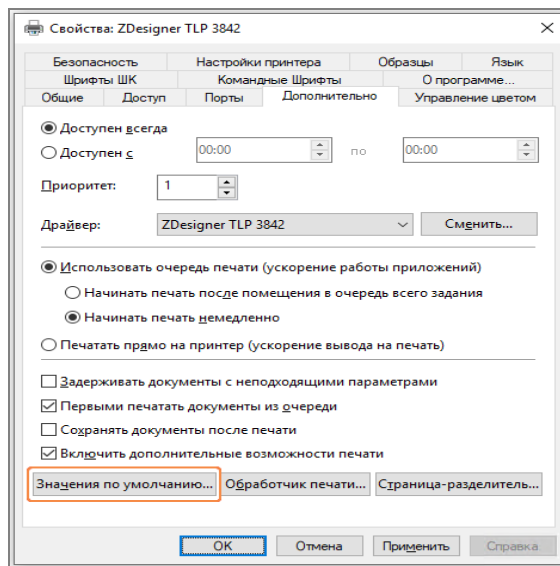 Свойства: ZDesigner TLP 3842
Безопасность Настройки принтера Образцы Язык
Шрифты ШК Командные Шрифты О программе...
Общие Доступ Порты Дополнительно Управление цветом
Доступен всегда
Доступен с 00:00 по 00:00
Приоритет: 1
Драйвер: ZDesigner TLP 3842 Сменить...
Использовать очередь печати (ускорение работы приложений)
Начинать печать после помещения в очередь всего задания
Начинать печать немедленно
Печатать прямо на принтер (ускорение вывода на печать)
Задерживать документы с неподходящими параметрами
Первыми печатать документы из очереди
Сохранять документы после печати
Включить дополнительные возможности печати
Значения по умолчанию... Обработчик печати... Страница-разделитель...
OK Отмена Применить Справка